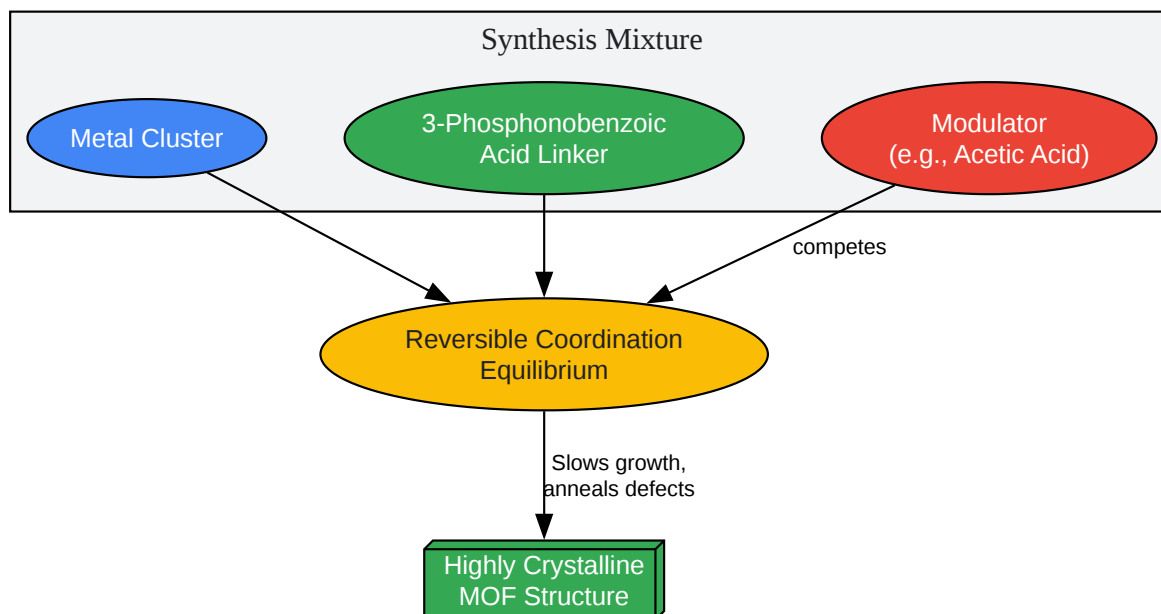 Synthesis Mixture
Metal Cluster
3-Phosphonobenzoic
Acid Linker
Modulator
(e.g., Acetic Acid)
competes
Reversible Coordination
Equilibrium
Slows growth,
anneals defects
Highly Crystalline
MOF Structure